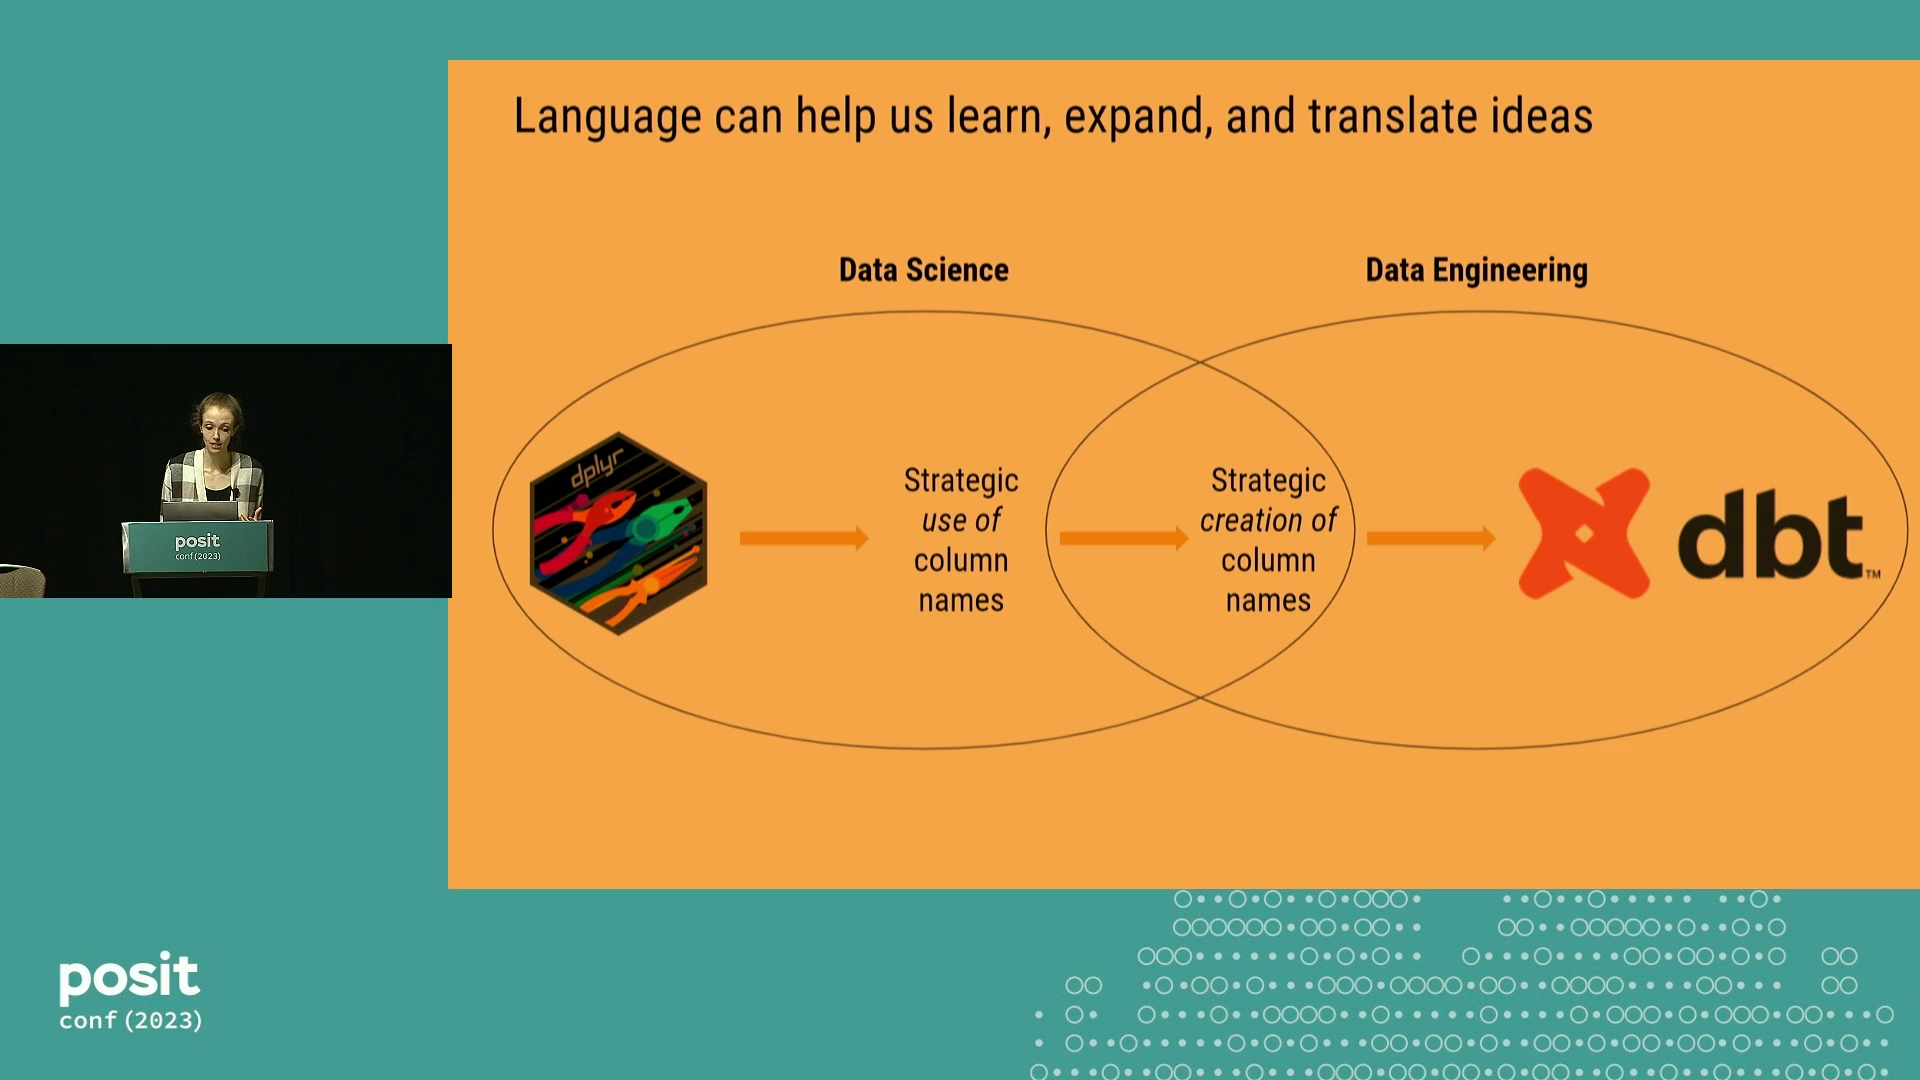 Language can help us learn, expand, and translate ideas
Data Science
Data Engineering
dplyr
Strategic
use of
column
names
Strategic
creation of
column
names
dbt
TM
posit
conf(2023)
posit
conf(2023)